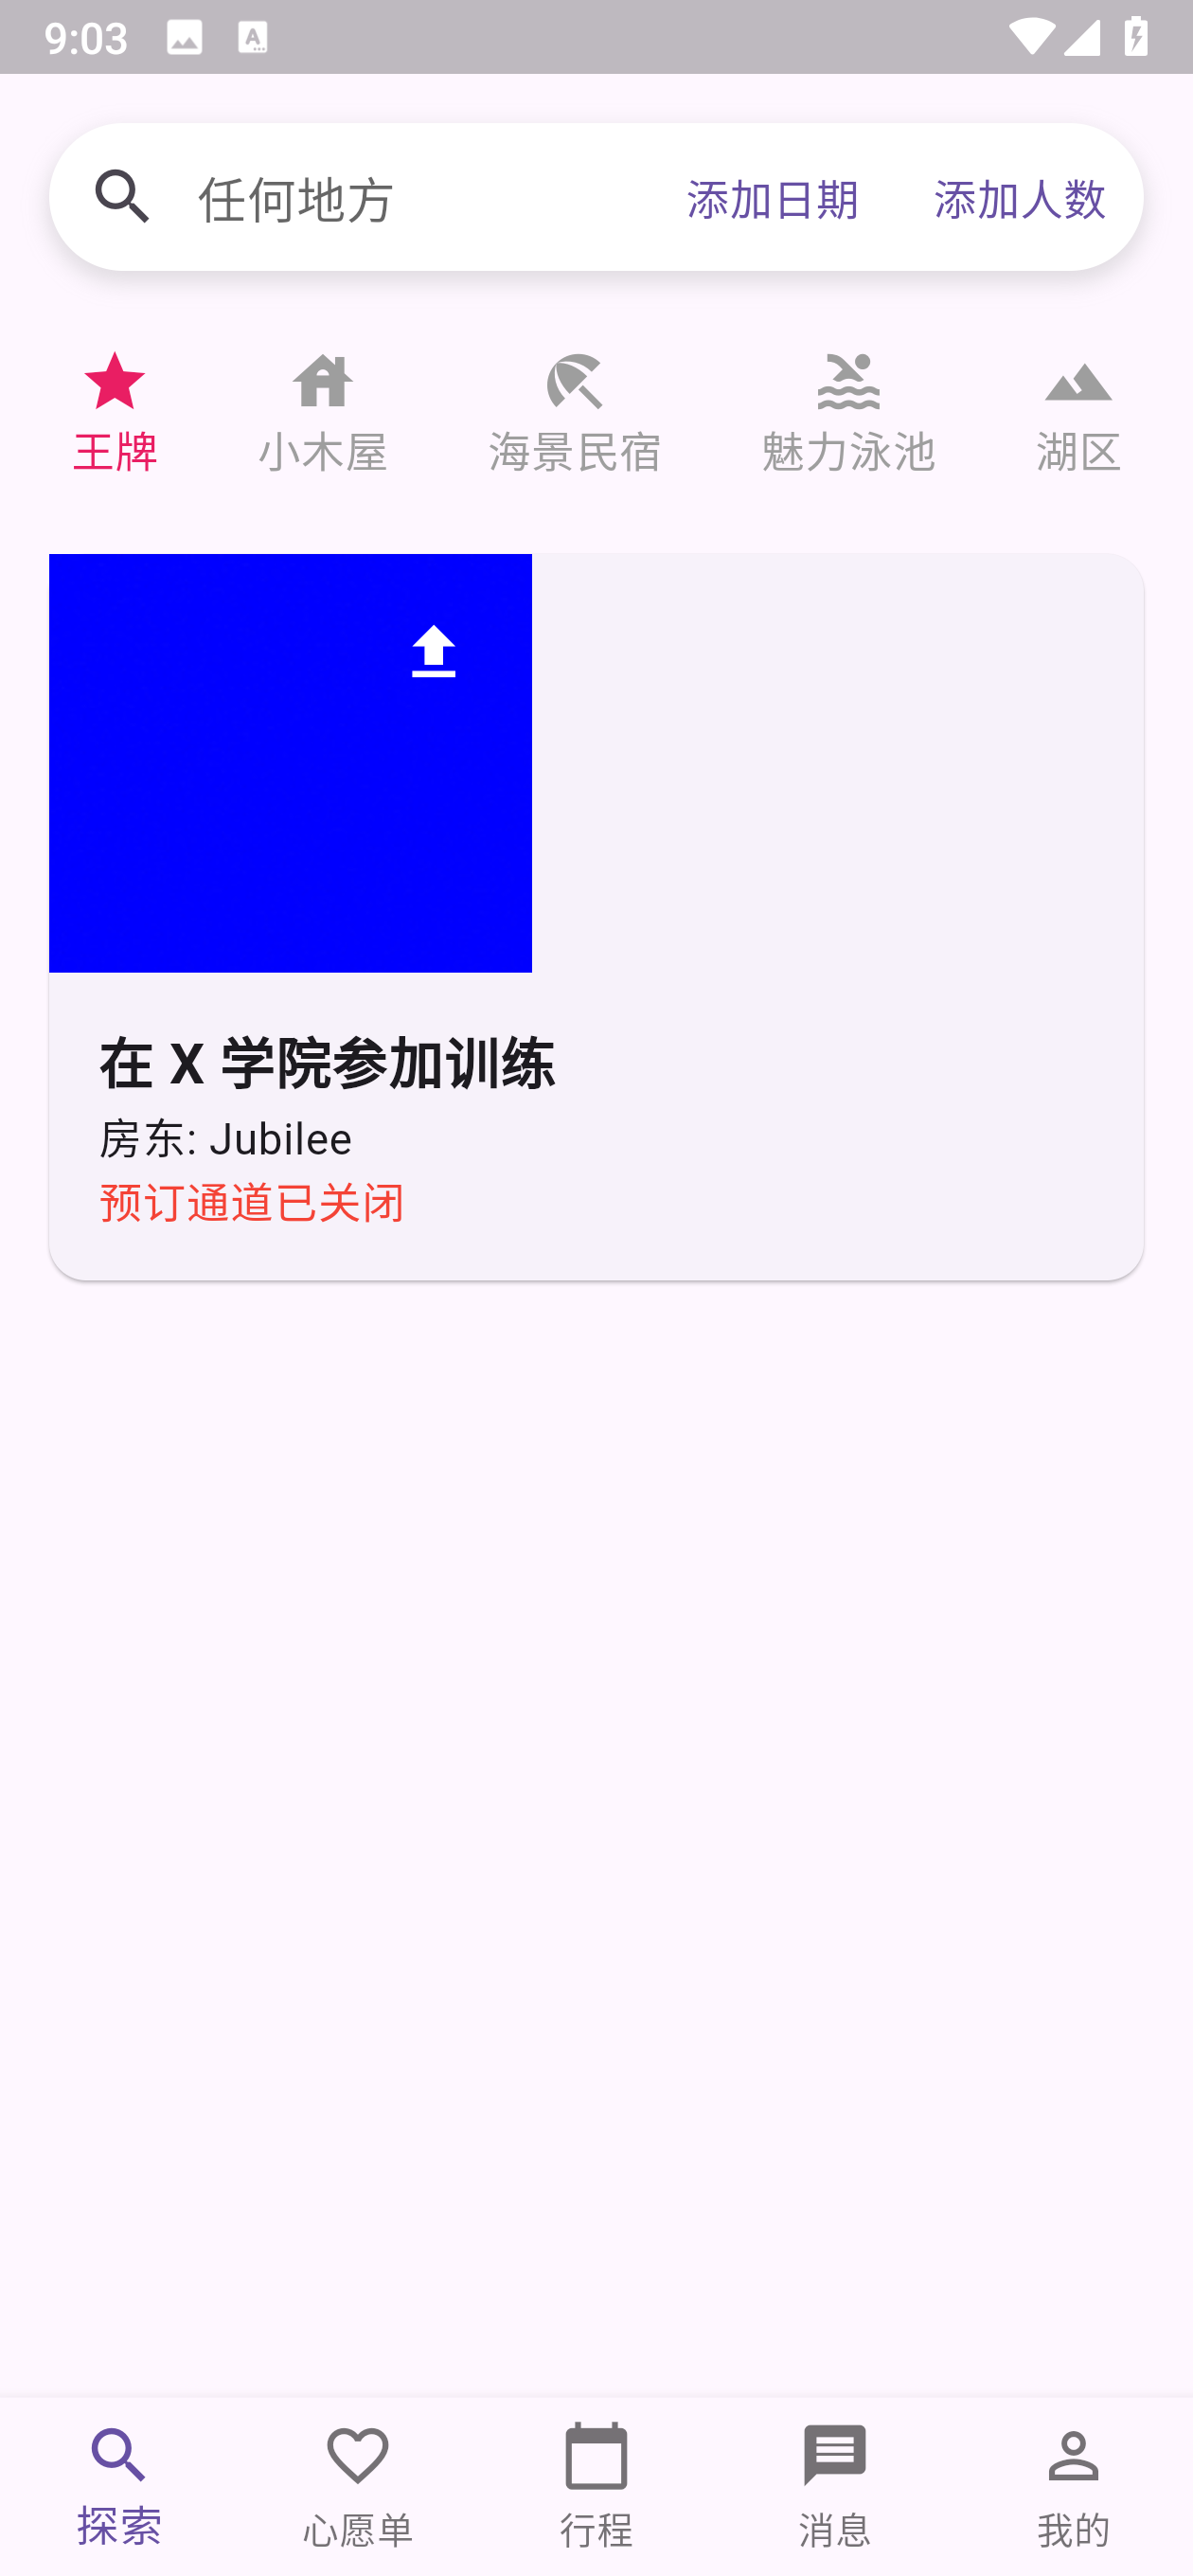 9:03
任何地方 添加日期 添加人数
王牌 小木屋 海景民宿 魅力泳池 湖区
在 X 学院参加训练
房东: Jubilee
预订通道已关闭
探索 心愿单 行程 消息 我的